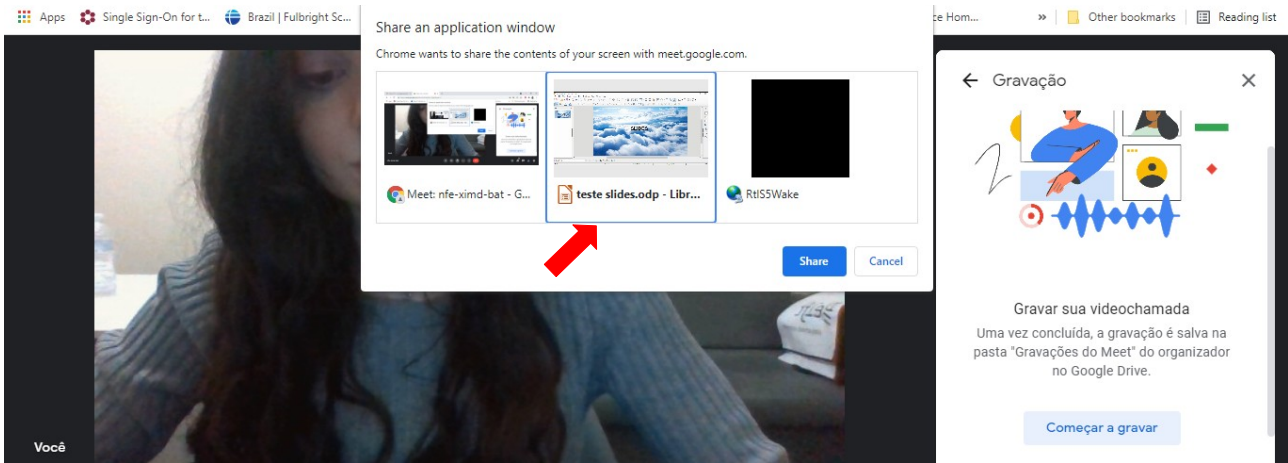 Apps
Single Sign-On for t...
Brazil | Fulbright Sc...
ce Hom...
»
Other bookmarks
Reading list
Share an application window
Chrome wants to share the contents of your screen with meet.google.com.
Meet: nfe-ximd-bat - G...
teste slides.odp - Libr...
RtlS5Wake
Share
Cancel
Gravação
Gravar sua videochamada
Uma vez concluída, a gravação é salva na
pasta "Gravações do Meet" do organizador
no Google Drive.
Começar a gravar
Você